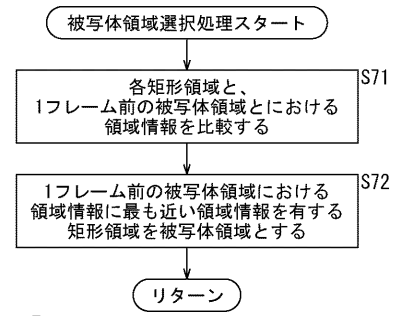 被写体領域選択処理スタート
S71
各矩形領域と、
1フレーム前の被写体領域とにおける
領域情報を比較する
S72
1フレーム前の被写体領域における
領域情報に最も近い領域情報を有する
矩形領域を被写体領域とする
リターン